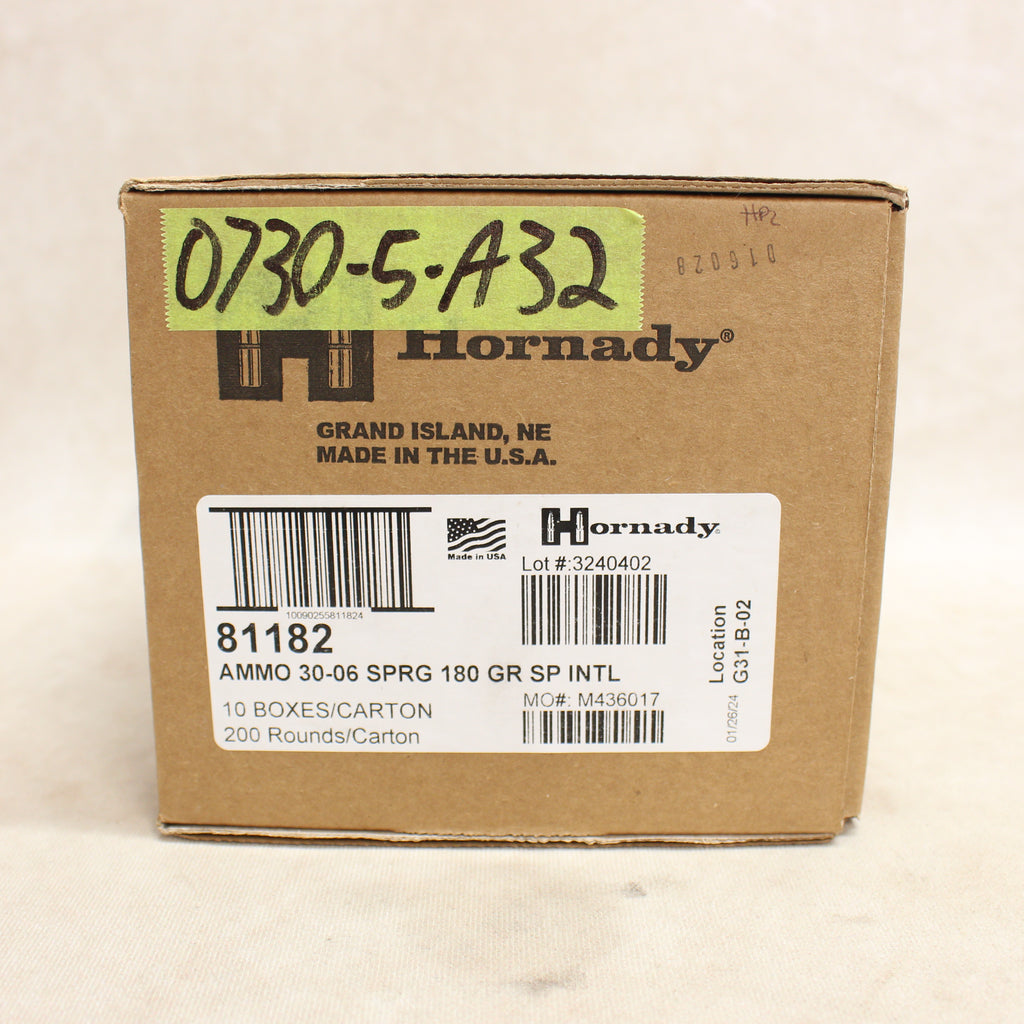 0730-5-A32
HP2
016028
Hornady®
GRAND ISLAND, NE
MADE IN THE U.S.A.
10090255811824
81182
AMMO 30-06 SPRG 180 GR SP INTL
10 BOXES/CARTON
200 Rounds/Carton
Made in USA
Hornady
Lot #:3240402
MO#: M436017
Location
G31-B-02
01/26/24